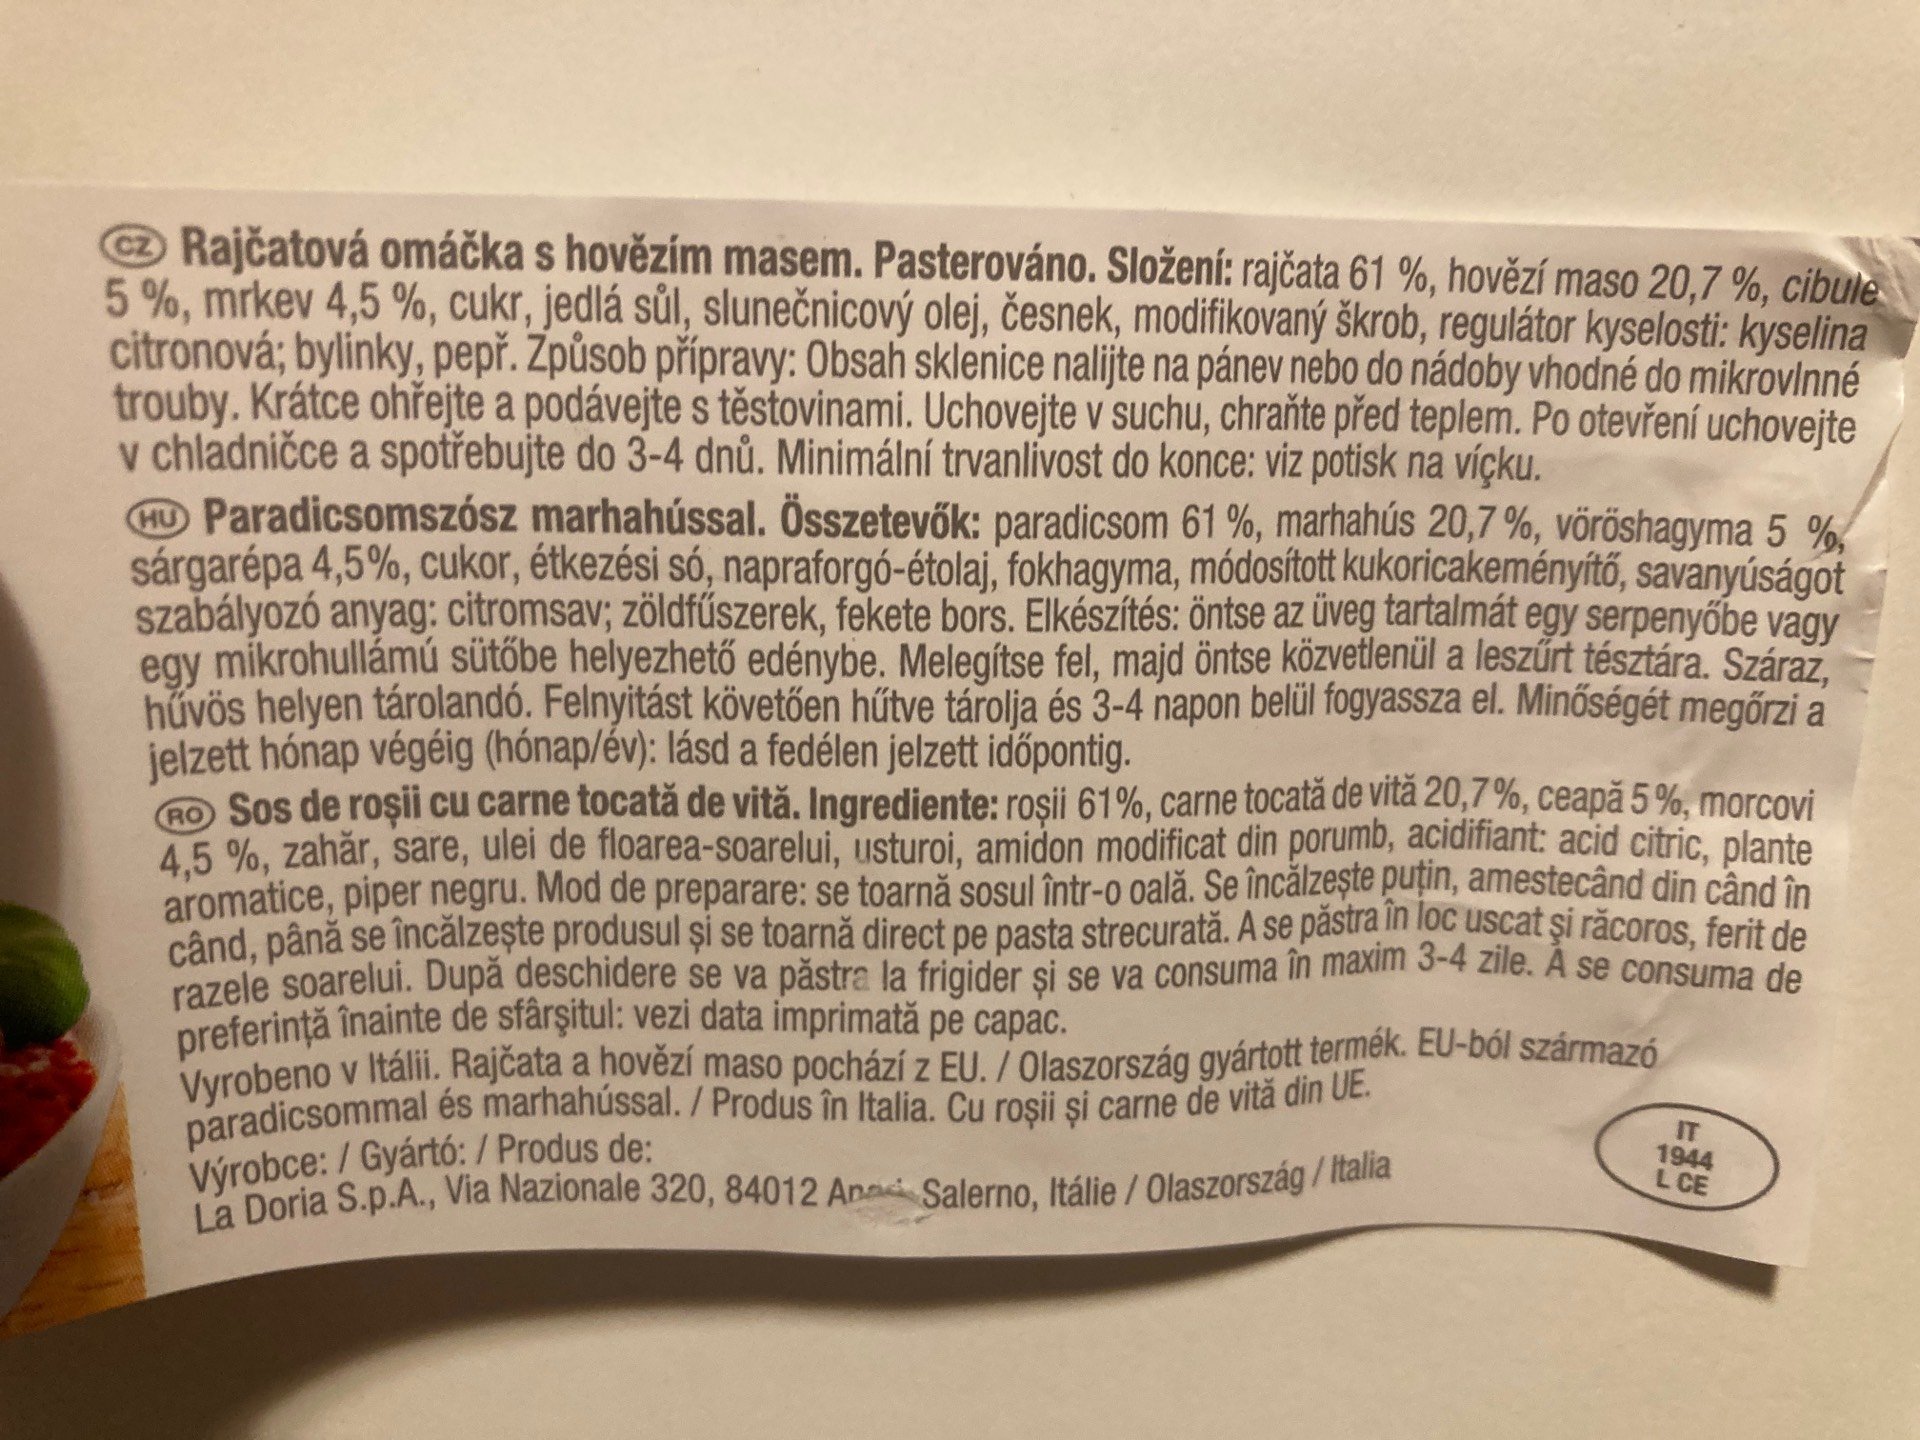 CZ Rajčatová omáčka s hovězím masem. Pasterováno. Složení: rajčata 61 %, hovězí maso 20,7 %, cibule
5 %, mrkev 4,5 %, cukr, jedlá sůl, slunečnicový olej, česnek, modifikovaný škrob, regulátor kyselosti: kyselina
citronová; bylinky, pepř. Způsob přípravy: Obsah sklenice nalijte na pánev nebo do nádoby vhodné do mikrovlnné
trouby. Krátce ohřejte a podávejte s těstovinami. Uchovejte v suchu, chraňte před teplem. Po otevření uchovejte
v chladničce a spotřebujte do 3-4 dnů. Minimální trvanlivost do konce: viz potisk na víçku.
HU Paradicsomszósz marhahússal. Összetevők: paradicsom 61 %, marhahús 20,7 %, vöröshagyma 5 %,
sárgarépa 4,5%, cukor, étkezési só, napraforgó-étolaj, fokhagyma, módosított kukoricakeményítő, savanyúságot
szabályozó anyag: citromsav; zöldfűszerek, fekete bors. Elkészítés: öntse az üveg tartalmát egy serpenyőbe vagy
egy mikrohullámú sütőbe helyezhető edénybe. Melegítse fel, majd öntse közvetlenül a leszűrt tésztára. Száraz,
hűvös helyen tárolandó. Felnyitást követően hűtve tárolja és 3-4 napon belül fogyassza el. Minőségét megőrzi a
jelzett hónap végéig (hónap/év): lásd a fedélen jelzett időpontig.
RO Sos de roșii cu carne tocată de vită. Ingrediente: roșii 61%, carne tocată de vită 20,7%, ceapă 5%, morcovi
4,5 %, zahăr, sare, ulei de floarea-soarelui, usturoi, amidon modificat din porumb, acidifiant: acid citric, plante
aromatice, piper negru. Mod de preparare: se toarnă sosul într-o oală. Se încălzește puțin, amestecând din când în
când, până se încălzește produsul și se toarnă direct pe pasta strecurată. A se păstra în loc uscat şi răcoros, ferit de
razele soarelui. După deschidere se va păstra la frigider și se va consuma în maxim 3-4 zile. A se consuma de
preferință înainte de sfârşitul: vezi data imprimată pe capac.
Vyrobeno v Itálii. Rajčata a hovězí maso pochází z EU. / Olaszország gyártott termék. EU-ból származó
paradicsommal és marhahússal. / Produs în Italia. Cu roșii și carne de vită din UE.
Výrobce: / Gyártó: / Produs de:
La Doria S.p.A., Via Nazionale 320, 84012 Salerno, Itálie / Olaszország / Italia
IT
1944
L CE